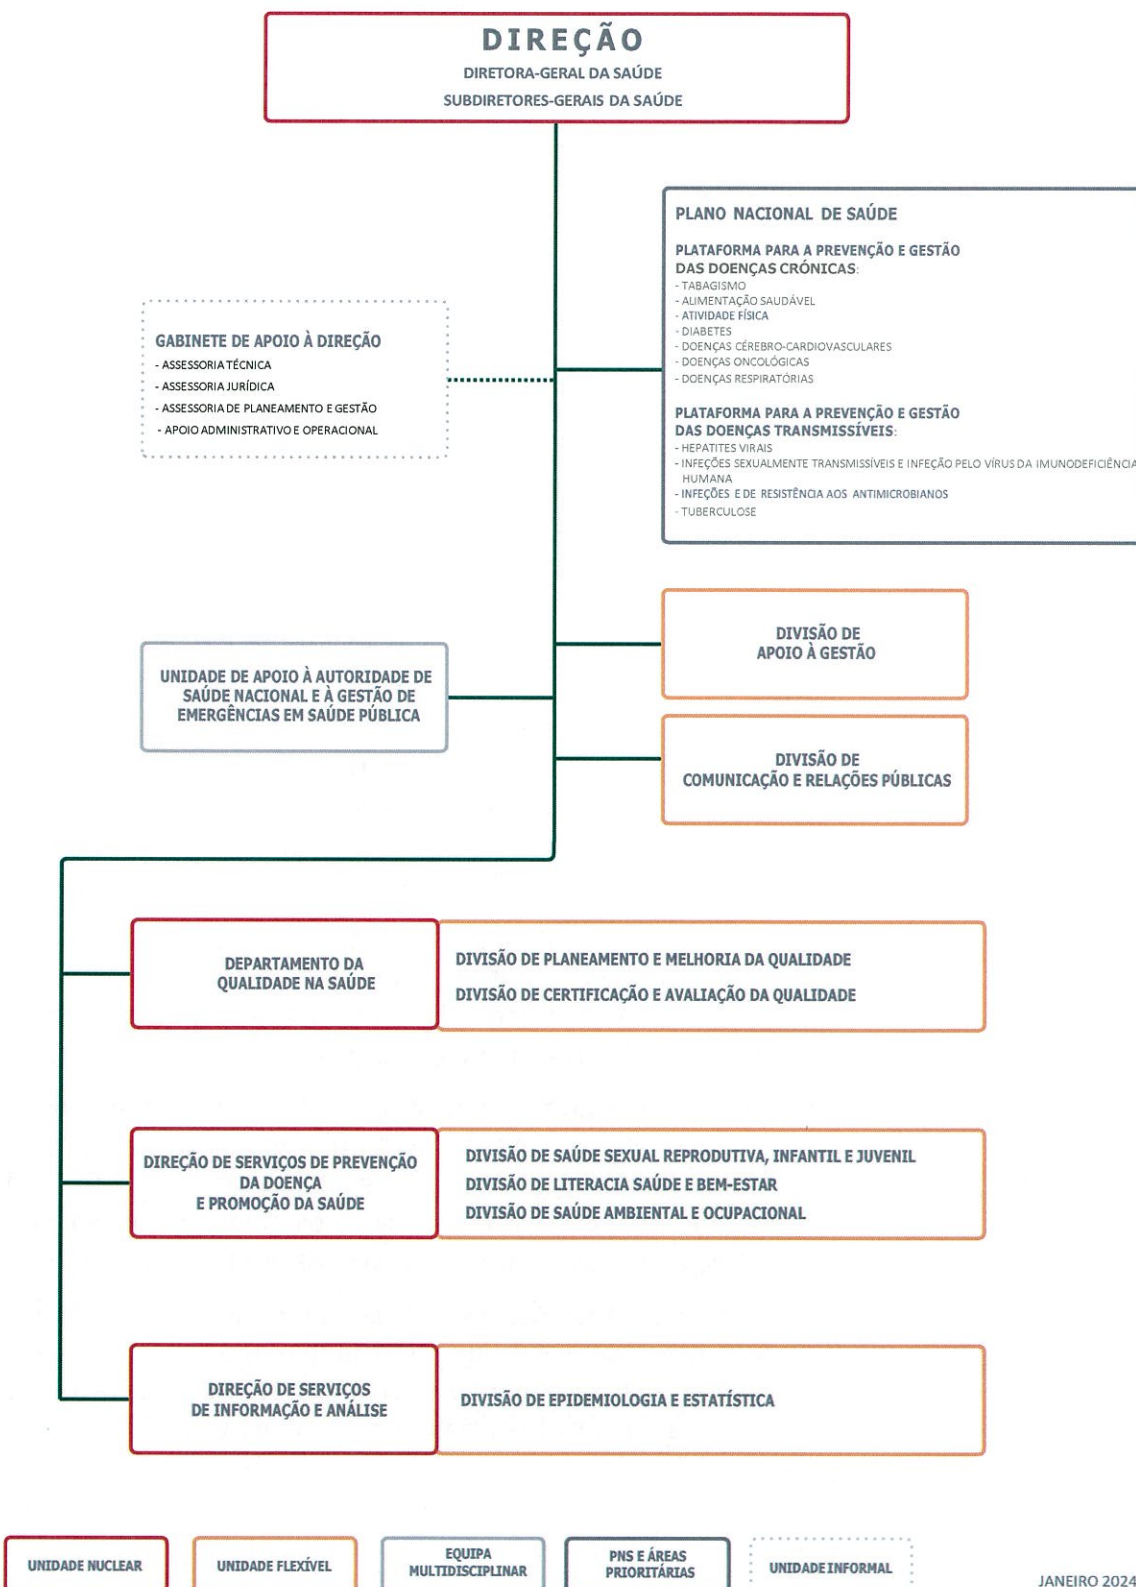 DIREÇÃO
DIRETORA-GERAL DA SAÚDE
SUBDIRETORES-GERAIS DA SAÚDE
PLANO NACIONAL DE SAÚDE
PLATAFORMA PARA A PREVENÇÃO E GESTÃO
DAS DOENÇAS CRÓNICAS:
- TABAGISMO
- ALIMENTAÇÃO SAUDÁVEL
- ATIVIDADE FÍSICA
- DIABETES
- DOENÇAS CÉREBRO-CARDIOVASCULARES
- DOENÇAS ONCOLÓGICAS
- DOENÇAS RESPIRATÓRIAS
PLATAFORMA PARA A PREVENÇÃO E GESTÃO
DAS DOENÇAS TRANSMISSÍVEIS:
- HEPATITES VIRAIS
- INFEÇÕES SEXUALMENTE TRANSMISSÍVEIS E INFEÇÃO PELO VÍRUS DA IMUNODEFICIÊNCIA
HUMANA
- INFEÇÕES E DE RESISTÊNCIA AOS ANTIMICROBIANOS
- TUBERCULOSE
GABINETE DE APOIO À DIREÇÃO
- ASSESSORIA TÉCNICA
- ASSESSORIA JURÍDICA
- ASSESSORIA DE PLANEAMENTO E GESTÃO
- APOIO ADMINISTRATIVO E OPERACIONAL
DIVISÃO DE
APOIO À GESTÃO
UNIDADE DE APOIO À AUTORIDADE DE
SAÚDE NACIONAL E À GESTÃO DE
EMERGÊNCIAS EM SAÚDE PÚBLICA
DIVISÃO DE
COMUNICAÇÃO E RELAÇÕES PÚBLICAS
DEPARTAMENTO DA
QUALIDADE NA SAÚDE
DIVISÃO DE PLANEAMENTO E MELHORIA DA QUALIDADE
DIVISÃO DE CERTIFICAÇÃO E AVALIAÇÃO DA QUALIDADE
DIREÇÃO DE SERVIÇOS DE PREVENÇÃO
DA DOENÇA
E PROMOÇÃO DA SAÚDE
DIVISÃO DE SAÚDE SEXUAL REPRODUTIVA, INFANTIL E JUVENIL
DIVISÃO DE LITERACIA SAÚDE E BEM-ESTAR
DIVISÃO DE SAÚDE AMBIENTAL E OCUPACIONAL
DIREÇÃO DE SERVIÇOS
DE INFORMAÇÃO E ANÁLISE
DIVISÃO DE EPIDEMIOLOGIA E ESTATÍSTICA
UNIDADE NUCLEAR
UNIDADE FLEXÍVEL
EQUIPA
MULTIDISCIPLINAR
PNS E ÁREAS
PRIORITÁRIAS
UNIDADE INFORMAL
JANEIRO 2024